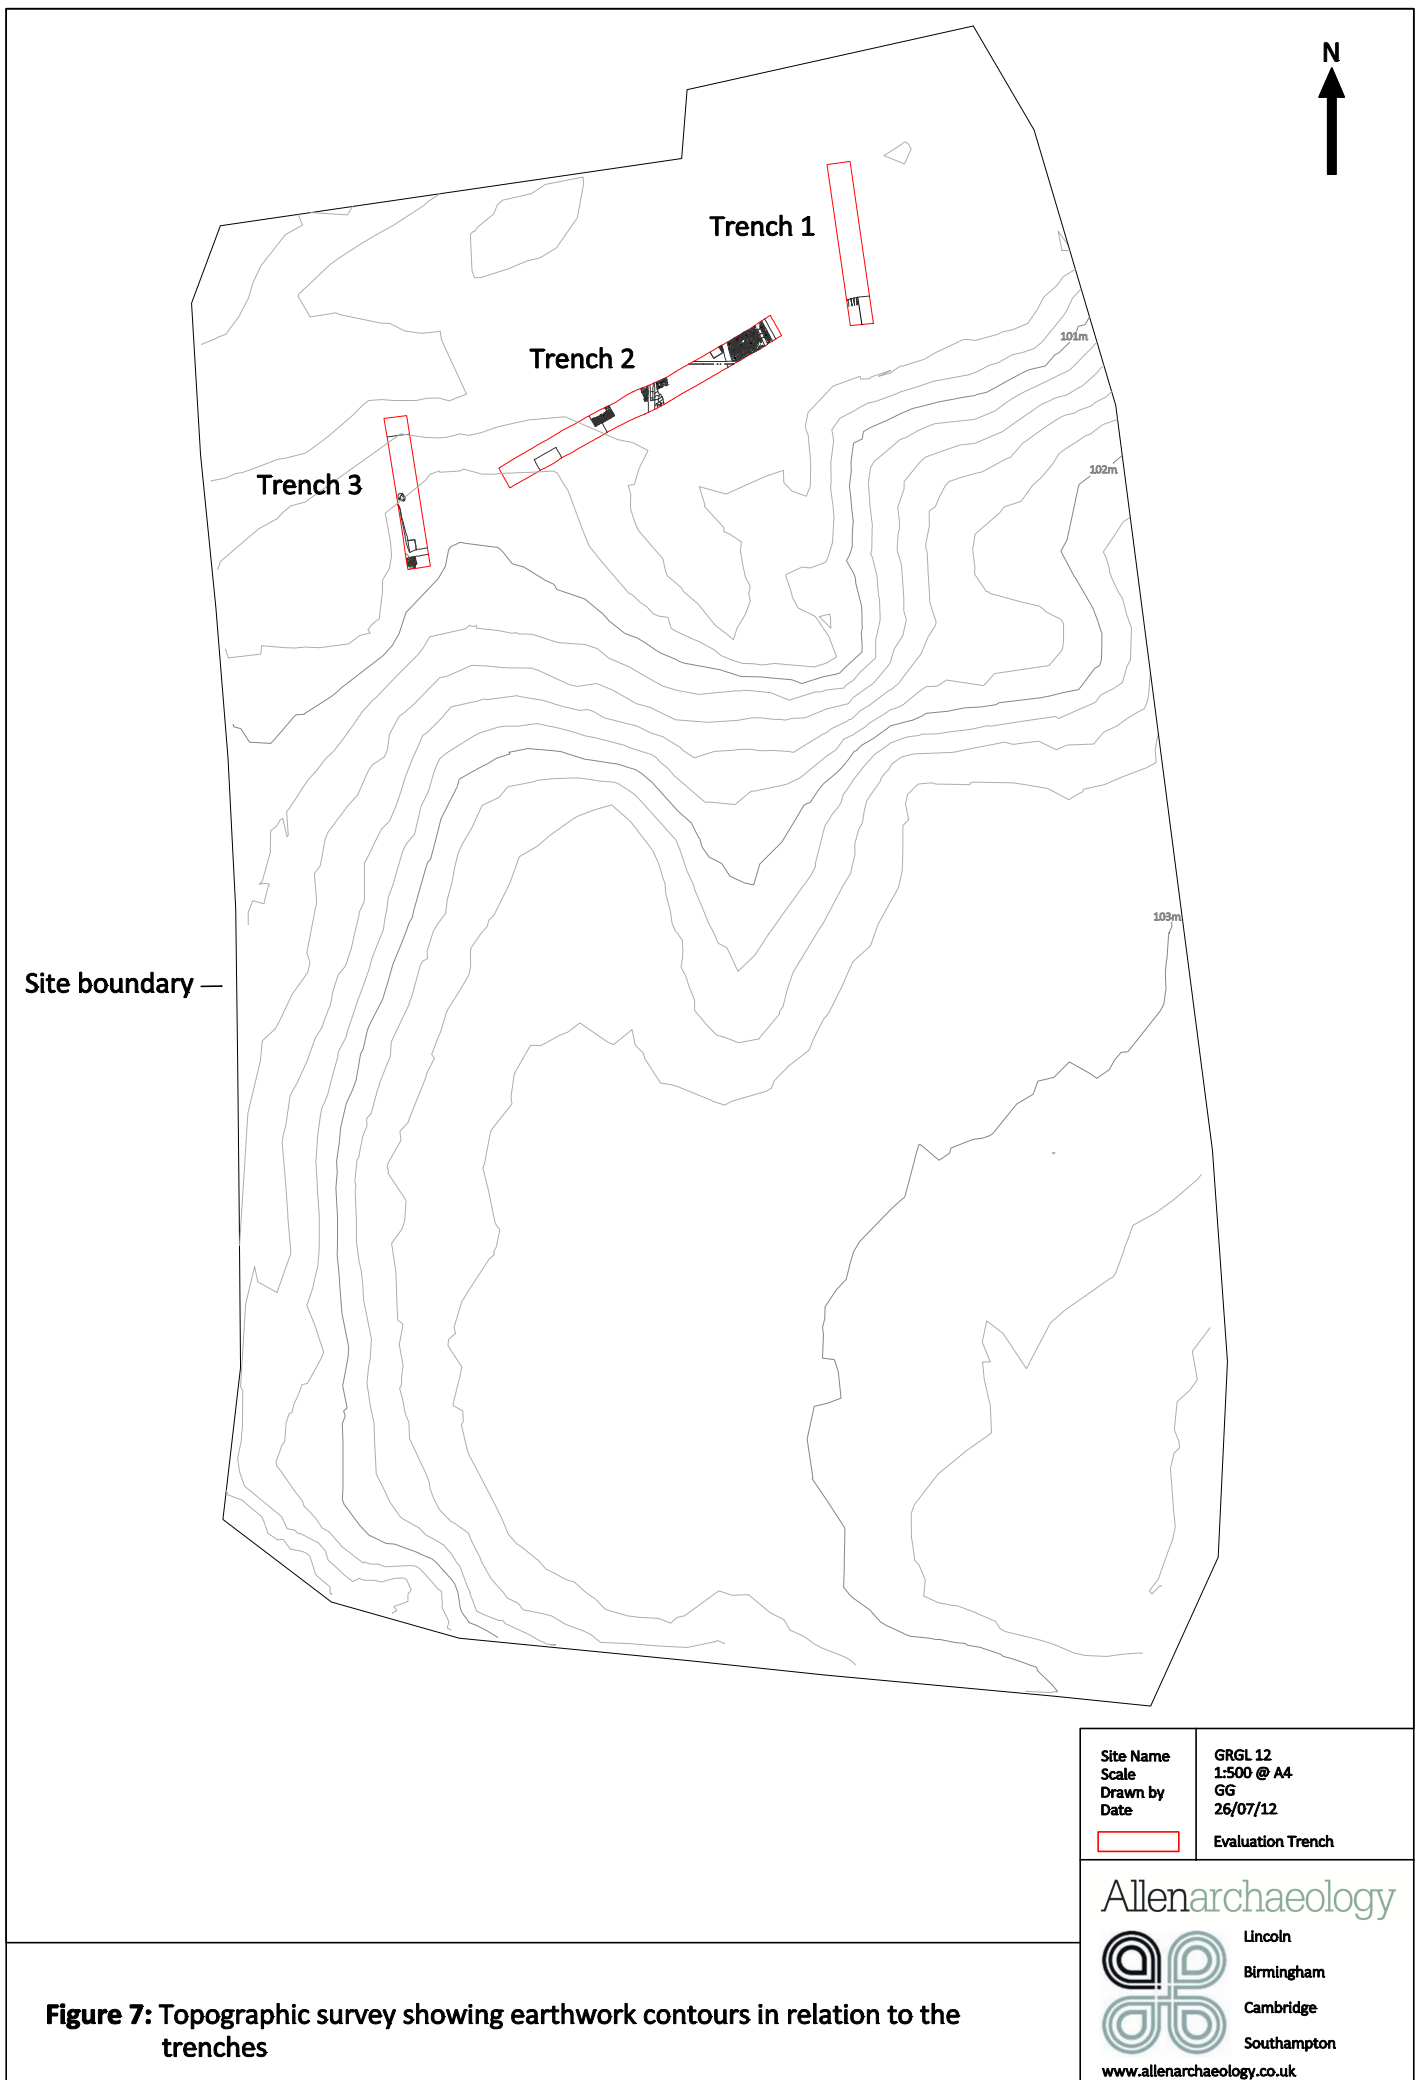 N
Trench 1
101m
Trench 2
102m
Trench 3
103m
Site boundary
Site Name GRGL 12
Scale 1:500 @ A4
Drawn by GG
Date 26/07/12
Evaluation Trench
Allenarchaeology
Lincoln
Birmingham
Cambridge
Southampton
www.allenarchaeology.co.uk
Figure 7: Topographic survey showing earthwork contours in relation to the
trenches